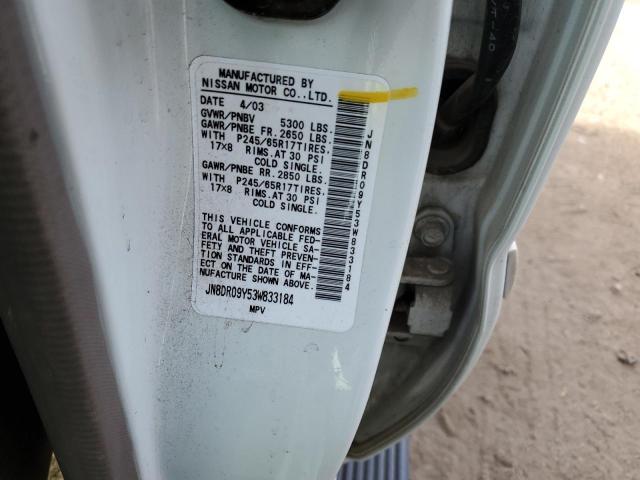 MANUFACTURED BY
NISSAN MOTOR CO.,LTD.
DATE 4/03
GVWR/PNBV 5300 LBS.
GAWR/PNBE FR. 2650 LBS.
WITH P245/65R17TIRES,
17X8 RIMS.AT 30 PSI
COLD SINGLE.
GAWR/PNBE RR. 2850 LBS.
WITH P245/65R17TIRES,
17X8 RIMS.AT 30 PSI
COLD SINGLE.
THIS VEHICLE CONFORMS
TO ALL APPLICABLE FED-
ERAL MOTOR VEHICLE SA-
FETY AND THEFT PREVEN-
TION STANDARDS IN EFF-
ECT ON THE DATE OF MA-
NUFACTURE SHOWN ABOVE.
JN8DR09Y53W833184
MPV
JN8DR09Y53W833184